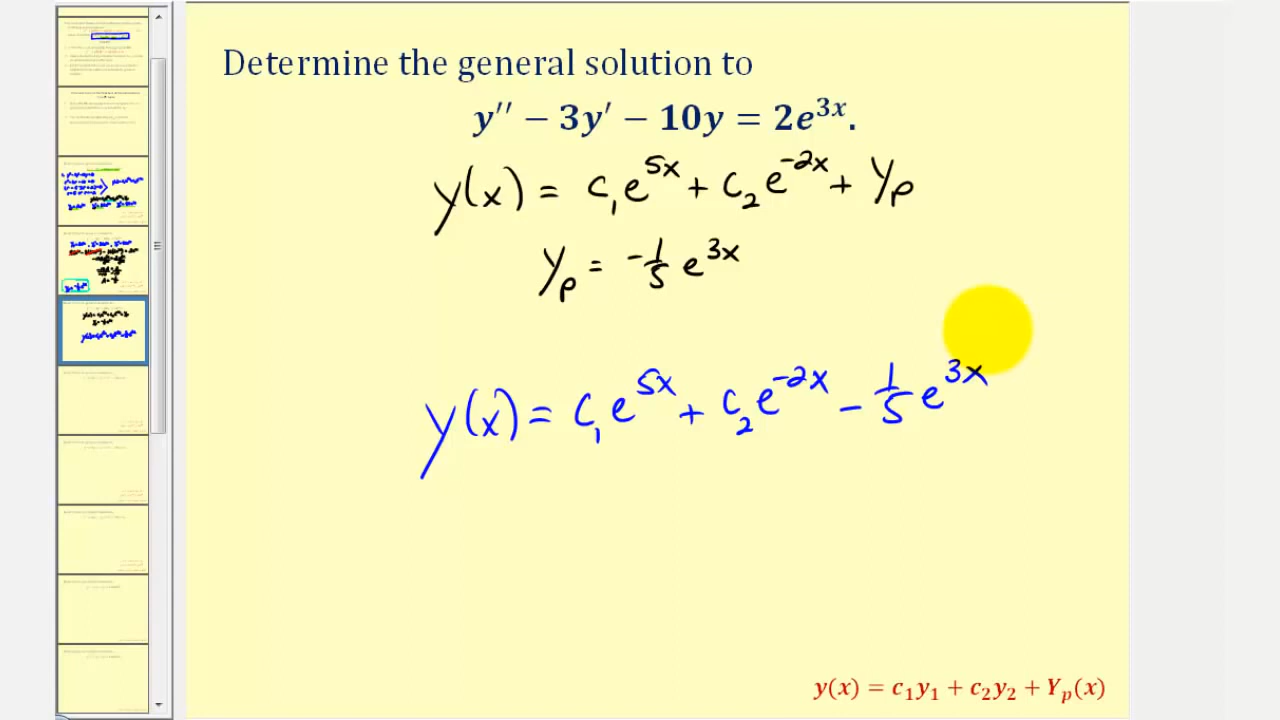 Determine the general solution to
y′′ − 3y′ − 10y = 2e^{3x}.
y(x) = c₁e^{5x} + c₂e^{−2x} + y_p
y_p = −1/5 e^{3x}
y(x) = c₁e^{5x} + c₂e^{−2x} − 1/5 e^{3x}
y(x) = c₁y₁ + c₂y₂ + Y_p(x)